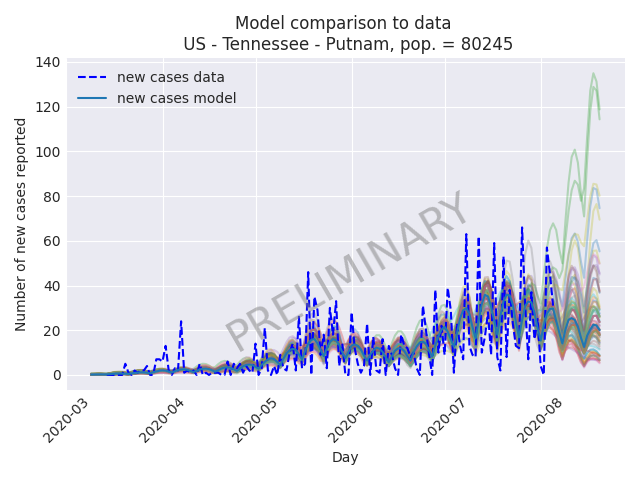 Model comparison to data
US - Tennessee - Putnam, pop. = 80245
new cases data
new cases model
PRELIMINARY
Number of new cases reported
140
120
100
80
60
40
20
0
2020-03
2020-04
2020-05
2020-06
2020-07
2020-08
Day